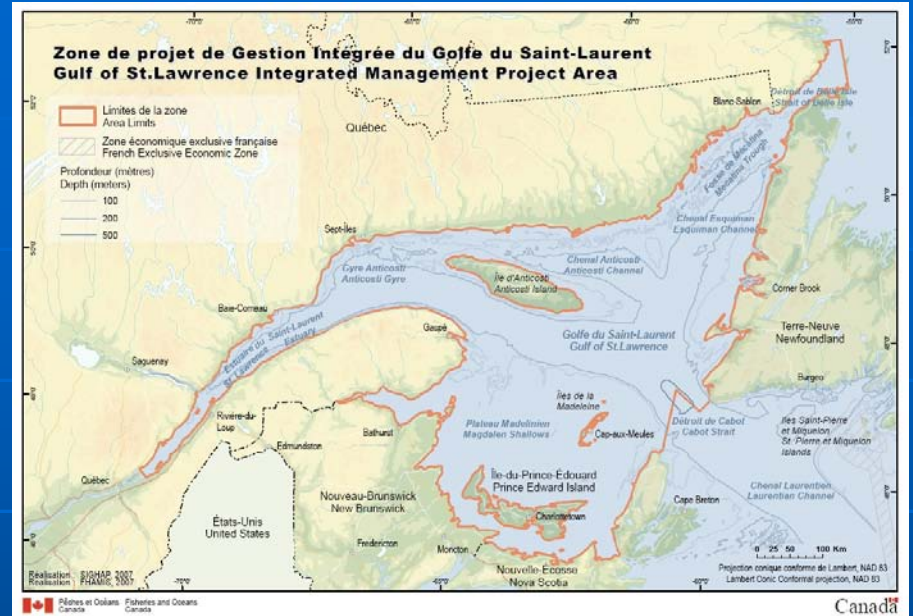 Zone de projet de Gestion Intégrée du Golfe du Saint-Laurent
Gulf of St.Lawrence Integrated Management Project Area
Limites de la zone
Area Limits
Zone économique exclusive française
French Exclusive Economic Zone
Profondeur (mètres)
Depth (meters)
100
200
500
Québec
Blanc-Sablon
Détroit de Belle Isle
Strait of Belle Isle
Fosse de Mécatina
Mecatina Trough
Chenal Esquiman
Esquiman Channel
Sept-Iles
Gyre Anticosti
Anticosti Gyre
Chenal Anticosti
Anticosti Channel
Île d'Anticosti
Anticosti Island
Corner Brook
Baie-Comeau
Estuaire du Saint-Laurent
St. Lawrence Estuary
Gaspé
Golfe du Saint-Laurent
Gulf of St.Lawrence
Terre-Neuve
Newfoundland
Saguenay
Burgeo
Îles de la
Madeleine
Rivière-du-
Loup
Bathurst
Plateau Madelinien
Magdalen Shallows
Cap-aux-Meules
Détroit de Cabot
Cabot Strait
Iles Saint-Pierre
et Miquelon
St. Pierre et Miquelon
Islands
Edmundston
Île-du-Prince-Édouard
Prince Edward Island
Chenal Laurentien
Laurentian Channel
Québec
Nouveau-Brunswick
New Brunswick
Charlottetown
Cape Breton
États-Unis
United States
Fredericton
Moncton
0 25 50 100 Km
Nouvelle-Écosse
Nova Scotia
Projection conique conforme de Lambert, NAD 83
Lambert Conic Conformal projection, NAD 83
Réalisation : SIGHAP, 2007
Réalisation : FHAMIS, 2007
Pêches et Océans Fisheries and Oceans
Canada Canada
Canada